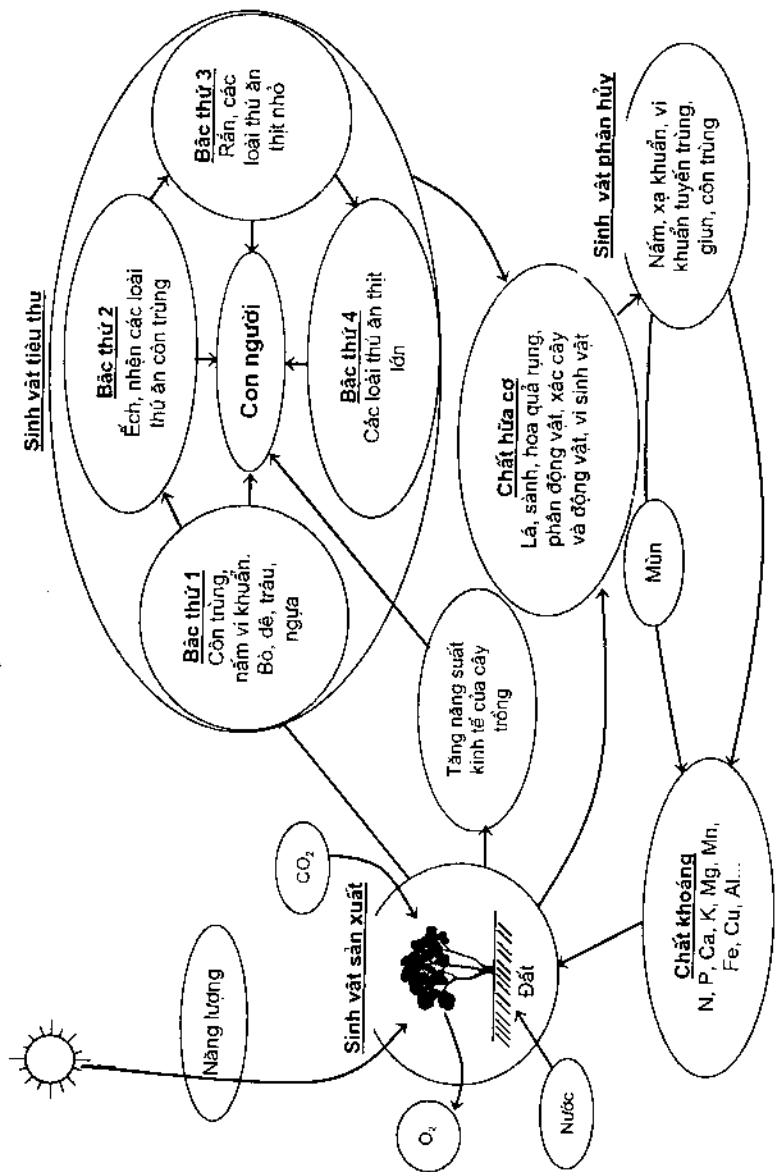 Năng lượng
CO₂
O₂
Sinh vật sản xuất
Đất
Nước
Sinh vật tiêu thụ
Bậc thứ 1
Côn trùng,
nấm vi khuẩn.
Bò, dê, trâu,
ngựa
Bậc thứ 2
Ếch, nhện các loài
thú ăn côn trùng
Bậc thứ 3
Rắn, các
loài thú ăn
thịt nhỏ
Con người
Bậc thứ 4
Các loài thú ăn thịt
lớn
Tăng năng suất
kinh tế của cây
trồng
Chất hữa cơ
Lá, sành, hoa quả rụng,
phân động vật, xác cây
và động vật, vi sinh vật
Sinh vật phân hủy
Nấm, xạ khuẩn, vi
khuẩn tuyến trùng,
giun, côn trùng
Mùn
Chất khoáng
N, P, Ca, K, Mg, Mn,
Fe, Cu, Al...